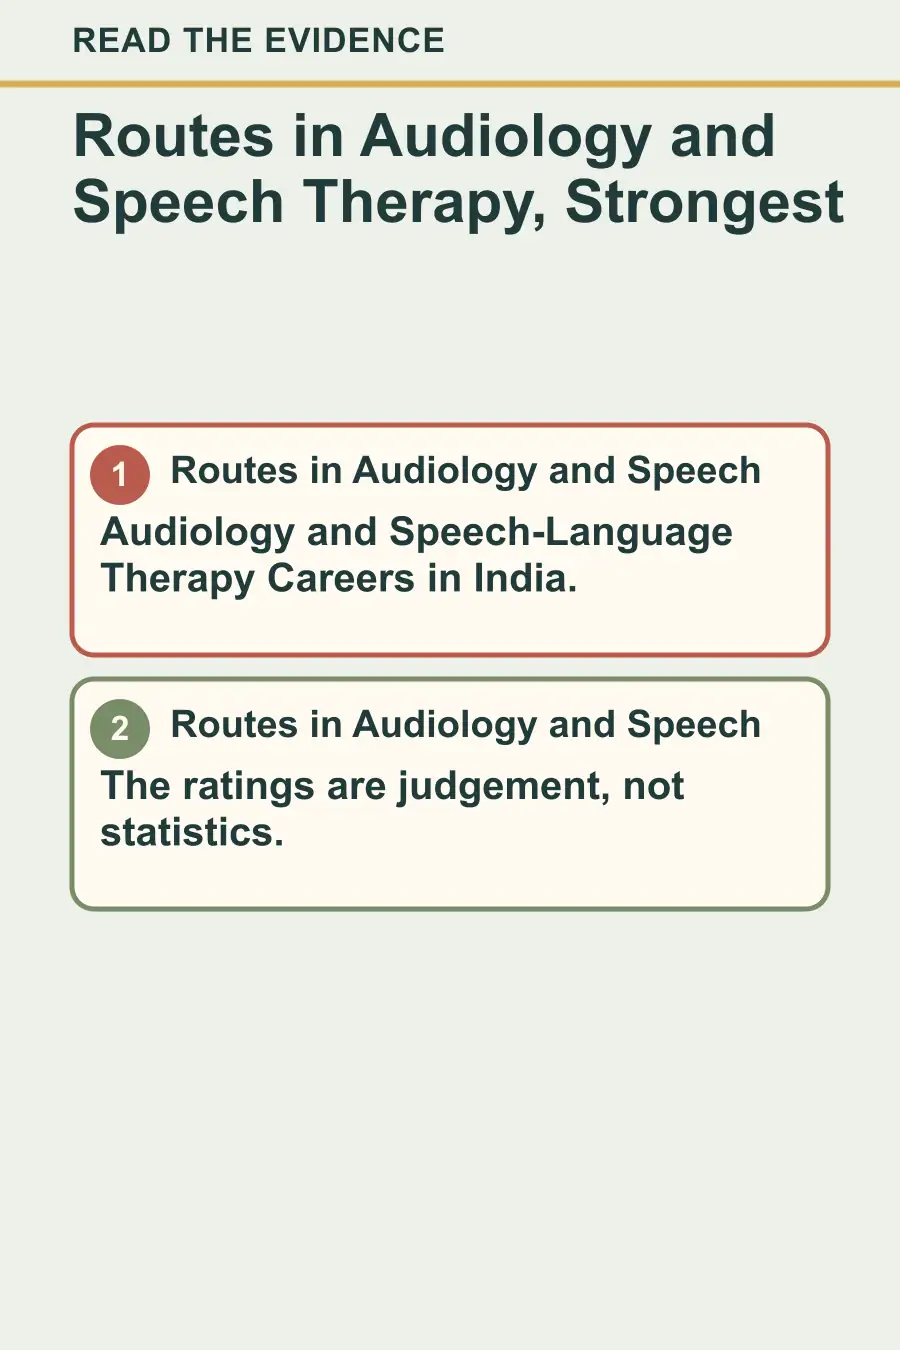 READ THE EVIDENCE
Routes in Audiology and
Speech Therapy, Strongest
1 Routes in Audiology and Speech
Audiology and Speech-Language
Therapy Careers in India.
2 Routes in Audiology and Speech
The ratings are judgement, not
statistics.